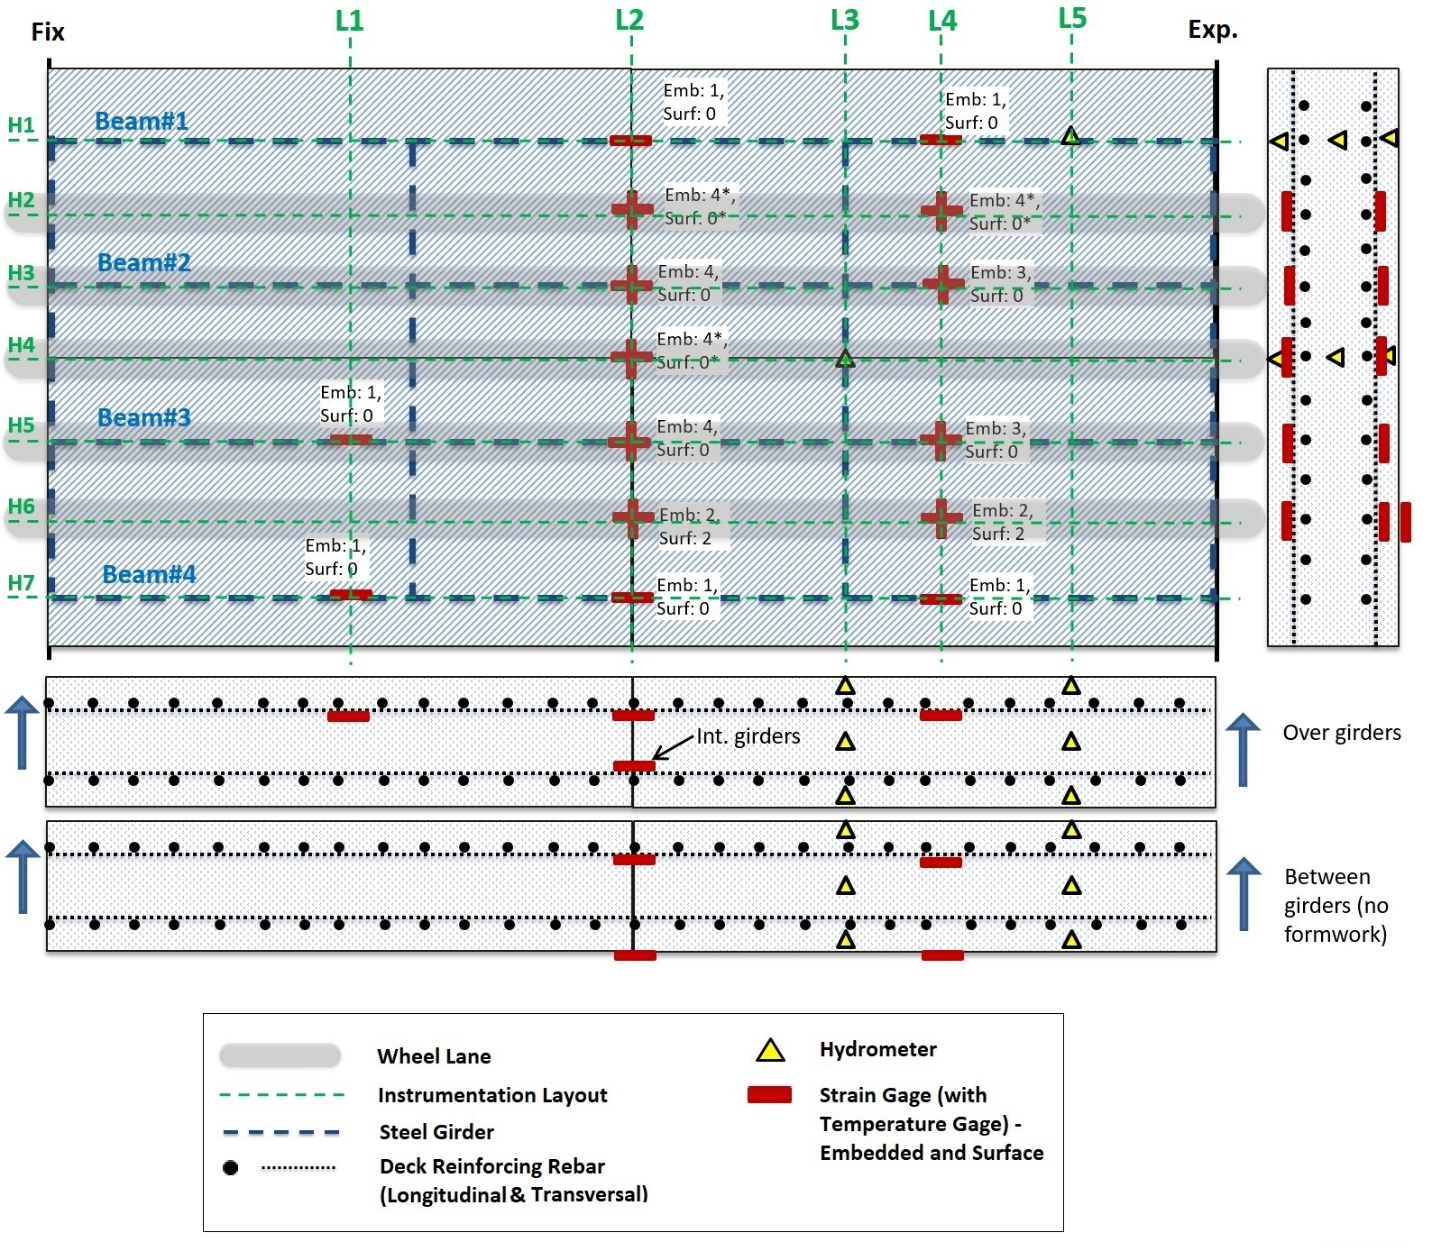 L1
L2
L3
L4
L5
Fix
Exp.
Emb: 1,
Surf: 0
Emb: 1,
Surf: 0
H1
Beam#1
H2
Emb: 4*,
Surf: 0*
Emb: 4*,
Surf: 0*
Beam#2
H3
Emb: 4,
Surf: 0
Emb: 3,
Surf: 0
H4
Emb: 4*,
Surf: 0*
Emb: 1,
Surf: 0
Beam#3
H5
Emb: 4,
Surf: 0
Emb: 3,
Surf: 0
H6
Emb: 2,
Surf: 2
Emb: 2,
Surf: 2
Emb: 1,
Surf: 0
Beam#4
H7
Emb: 1,
Surf: 0
Emb: 1,
Surf: 0
Int. girders
Over girders
Between
girders (no
formwork)
Wheel Lane
Instrumentation Layout
Steel Girder
Deck Reinforcing Rebar
(Longitudinal & Transversal)
Hydrometer
Strain Gage (with
Temperature Gage) -
Embedded and Surface